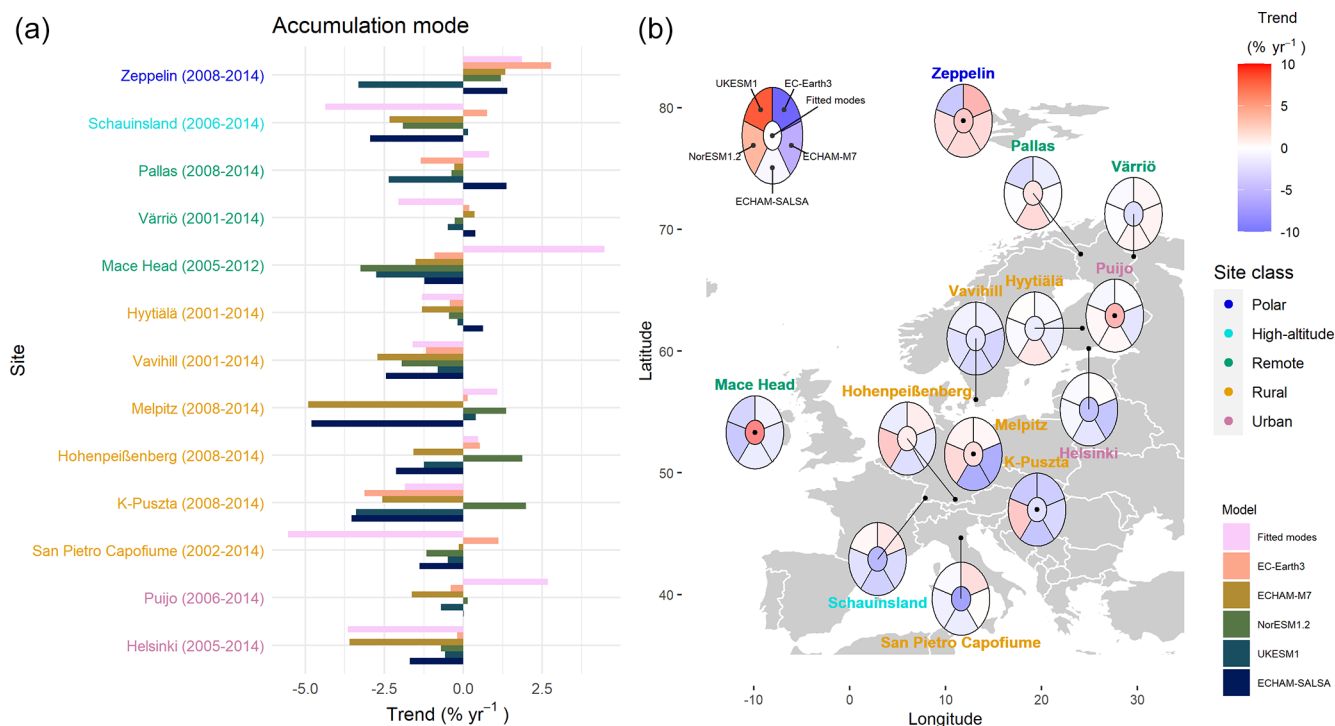 (a)
Accumulation mode
Site
Zeppelin (2008-2014)
Schauinsland (2006-2014)
Pallas (2008-2014)
Värriö (2001-2014)
Mace Head (2005-2012)
Hyytiälä (2001-2014)
Vavihill (2001-2014)
Melpitz (2008-2014)
Hohenpeißenberg (2008-2014)
K-Puszta (2008-2014)
San Pietro Capofiume (2002-2014)
Puijo (2006-2014)
Helsinki (2005-2014)
-5.0 -2.5 0.0 2.5
Trend (% yr⁻¹)
(b)
Latitude
80
70
60
50
40
-10 0 10 20 30
Longitude
UKESM1
EC-Earth3
Fitted modes
NorESM1.2
ECHAM-M7
ECHAM-SALSA
Zeppelin
Pallas
Värriö
Puijo
Hyytiälä
Vavihill
Mace Head
Hohenpeißenberg
Melpitz
Helsinki
K-Puszta
Schauinsland
San Pietro Capofiume
Trend
(% yr⁻¹)
10
5
0
-5
-10
Site class
Polar
High-altitude
Remote
Rural
Urban
Model
Fitted modes
EC-Earth3
ECHAM-M7
NorESM1.2
UKESM1
ECHAM-SALSA